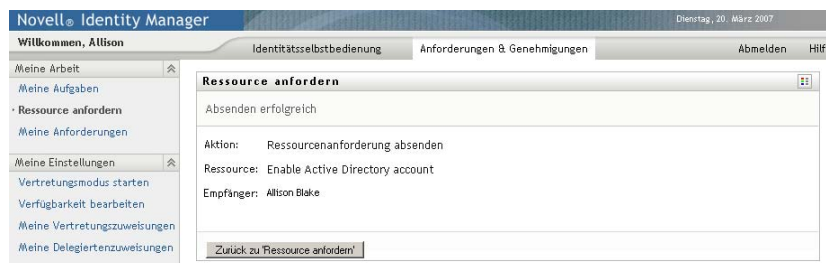 Novell® Identity Manager
Dienstag, 20. März 2007
Willkommen, Allison
Identitätsselbstbedienung
Anforderungen & Genehmigungen
Abmelden
Hilf
Meine Arbeit
Meine Aufgaben
Ressource anfordern
Meine Anforderungen
Meine Einstellungen
Vertretungsmodus starten
Verfügbarkeit bearbeiten
Meine Vertretungszuweisungen
Meine Delegiertenzuweisungen
Ressource anfordern
Absenden erfolgreich
Aktion: Ressourcenanforderung absenden
Ressource: Enable Active Directory account
Empfänger: Allison Blake
Zurück zu 'Ressource anfordern'